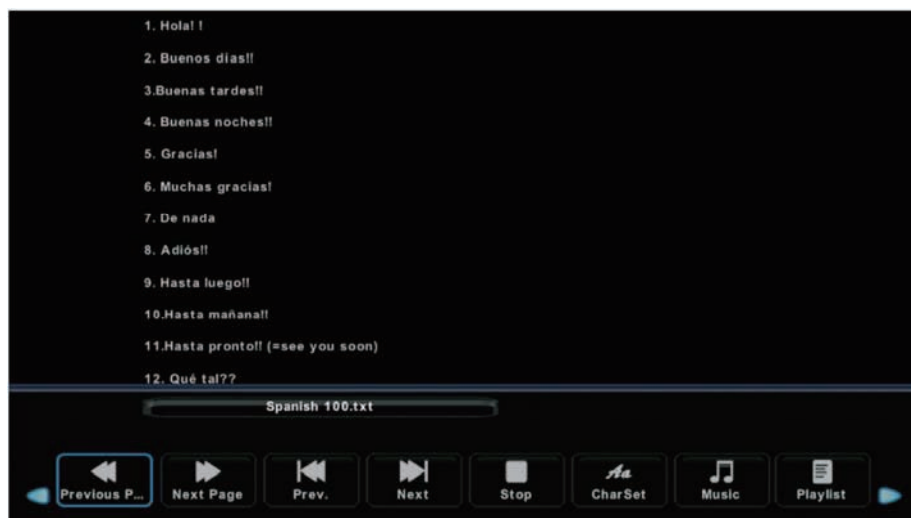 1. Hola! !
2. Buenos días!!
3.Buenas tardes!!
4. Buenas noches!!
5. Gracias!
6. Muchas gracias!
7. De nada
8. Adiós!!
9. Hasta luego!!
10.Hasta mañana!!
11.Hasta pronto!! (=see you soon)
12. Qué tal??
Spanish 100.txt
Previous P... Next Page Prev. Next Stop CharSet Music Playlist